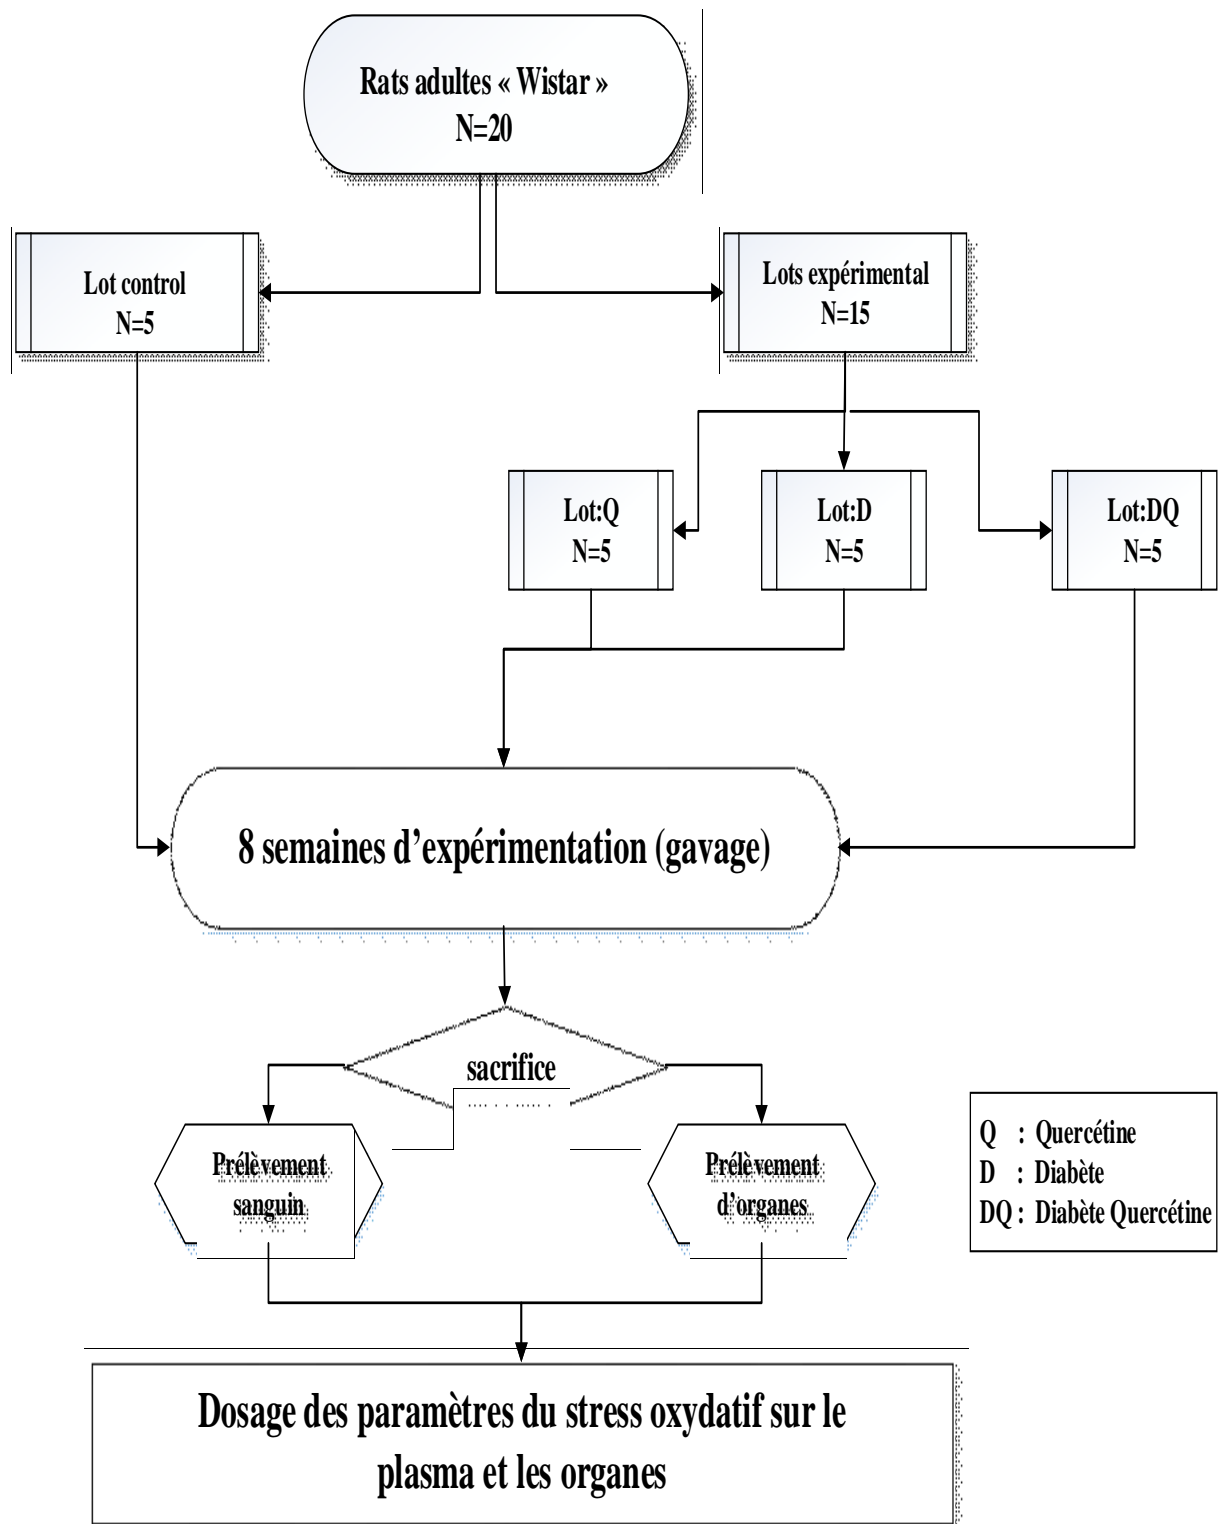 Rats adultes « Wistar »
N=20
Lot control
N=5
Lots expérimental
N=15
Lot:Q
N=5
Lot:D
N=5
Lot:DQ
N=5
8 semaines d’expérimentation (gavage)
sacrifice
Prélèvement
sanguin
Prélèvement
d’organes
Q : Quercétine
D : Diabète
DQ : Diabète Quercétine
Dosage des paramètres du stress oxydatif sur le
plasma et les organes